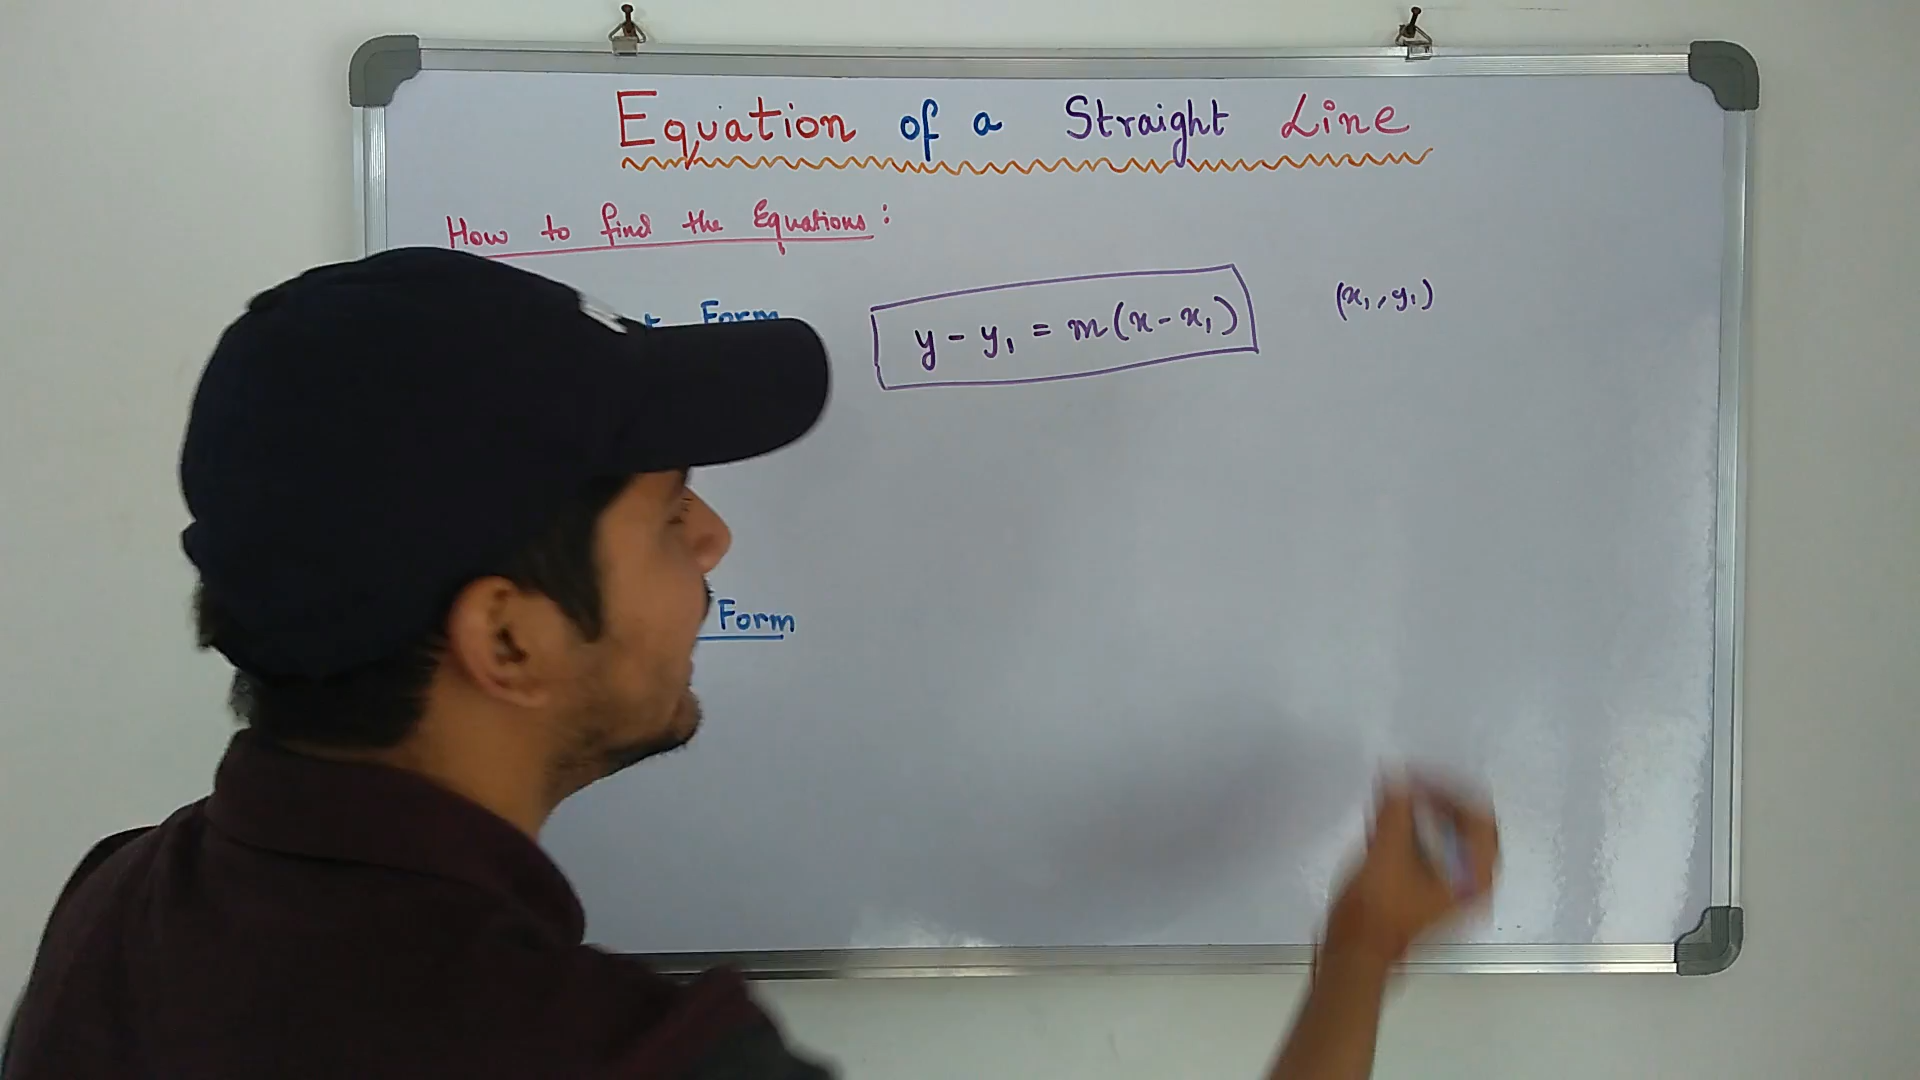 Equation of a Straight Line
How to find the Equations:
Form
y - y₁ = m(x - x₁)
(x₁, y₁)
Form